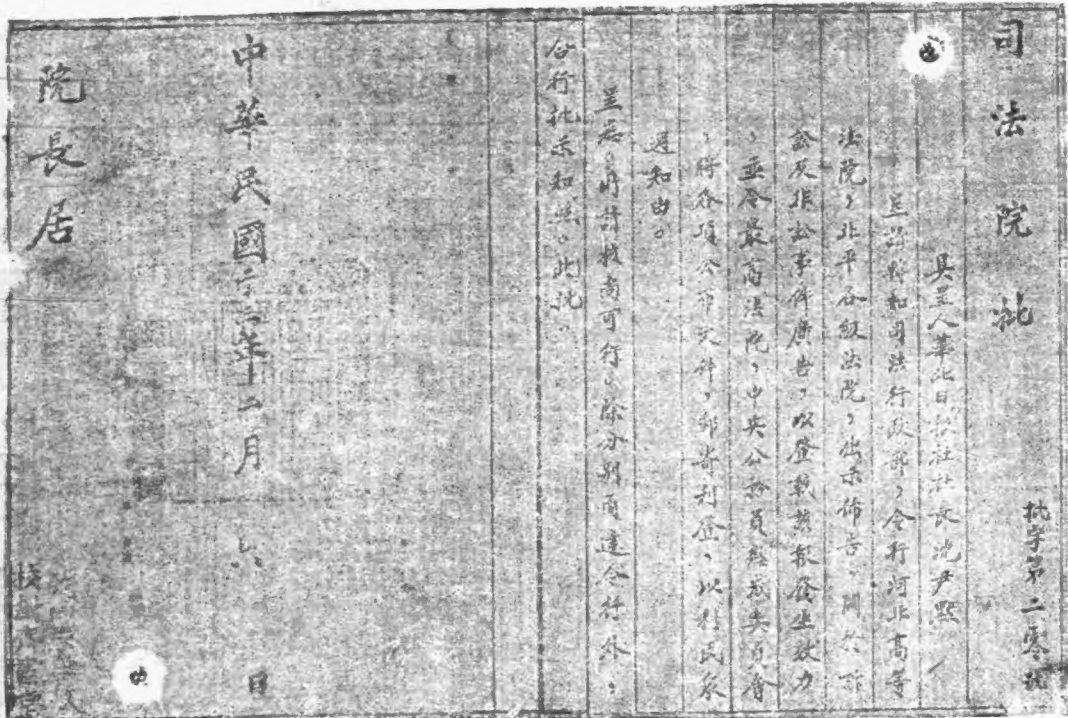 司法院批
批字第二零號
具呈人華北日報社社長沈尹默
呈請轉知司法行政部，令行河北高等
法院，北平各級法院，出示佈告，關於訴
訟及非訟事件廣告，以登載該報發生效力
，並令最高法院，中央公務員懲戒委員會
，將各項公布文件，郵寄刊登，以利民眾
週知由。
呈悉。所請核尚可行。除分別函達令行外，
合行批示知照。此批。
中華民國二十二年十二月 六 日
院長居